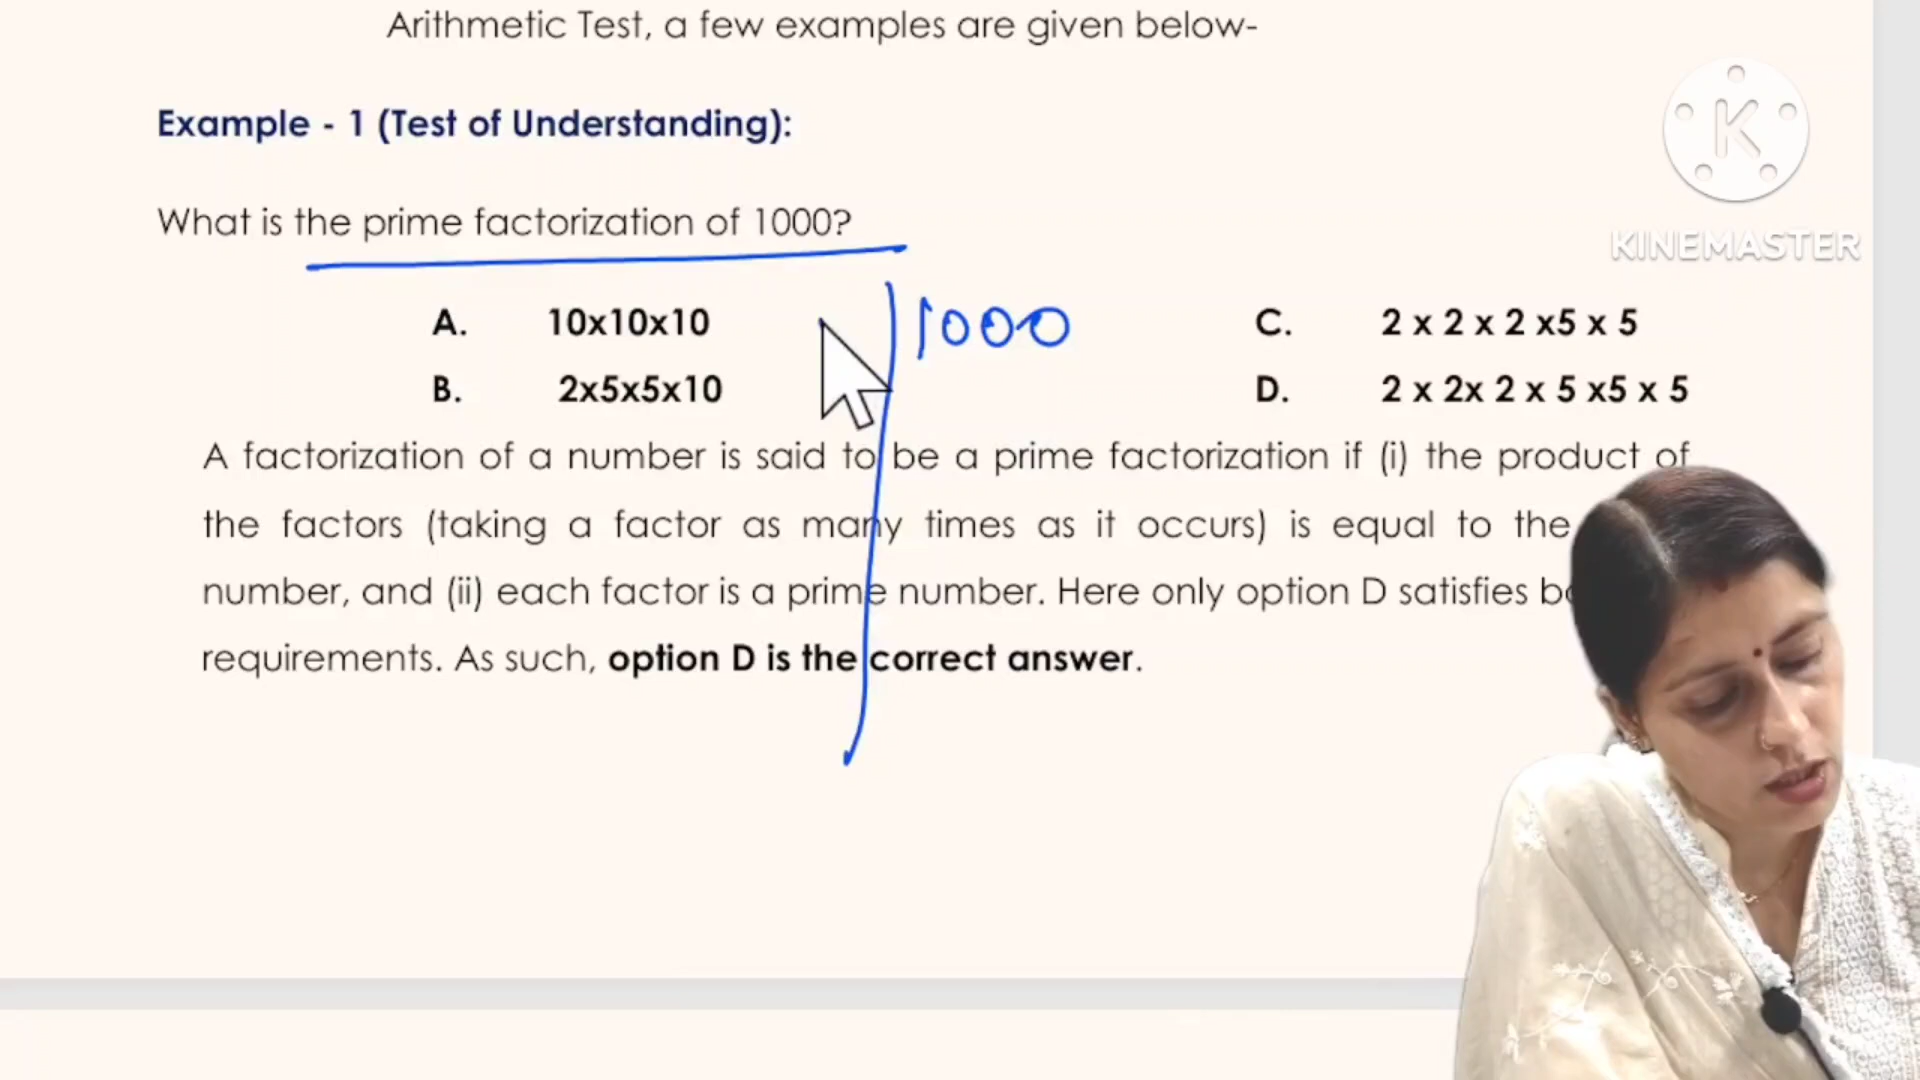 Arithmetic Test, a few examples are given below-
Example - 1 (Test of Understanding):
KINEMASTER
What is the prime factorization of 1000?
A. 10x10x10
1000
C. 2 x 2 x 2 x5 x 5
B. 2x5x5x10
D. 2 x 2x 2 x 5 x5 x 5
A factorization of a number is said to be a prime factorization if (i) the product of
the factors (taking a factor as many times as it occurs) is equal to the
number, and (ii) each factor is a prime number. Here only option D satisfies
requirements. As such, option D is the correct answer.